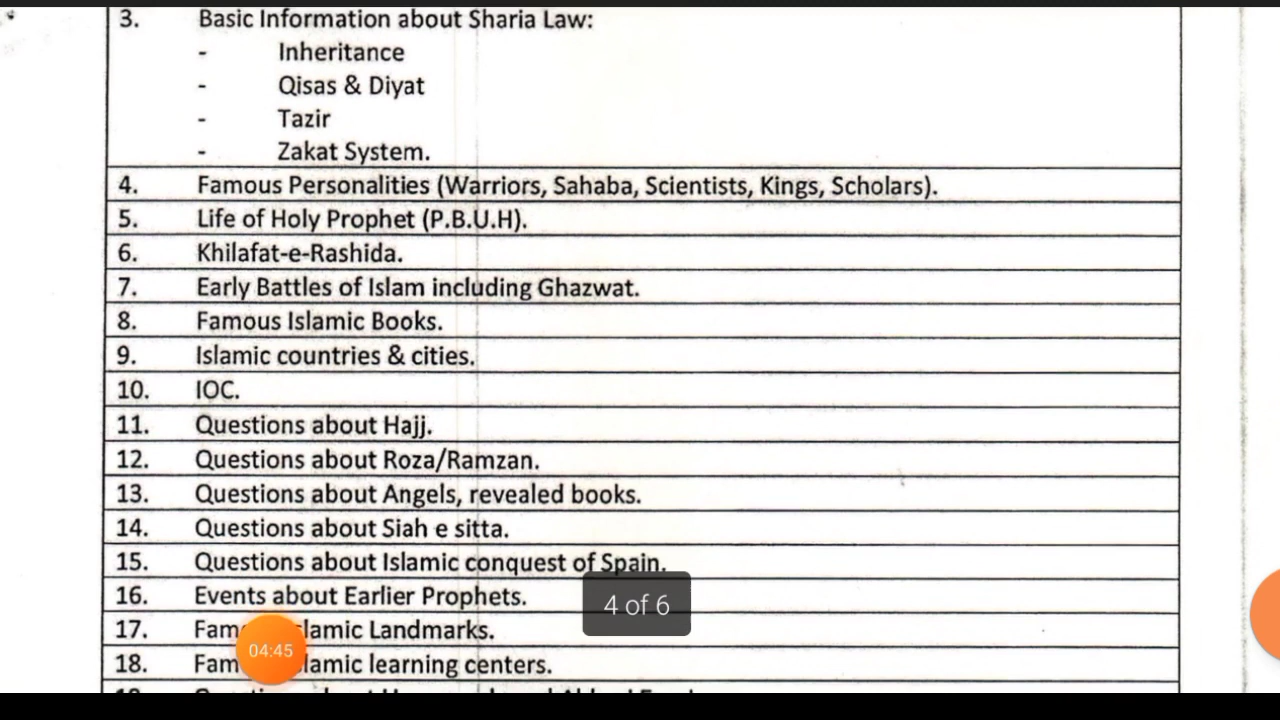 3. Basic Information about Sharia Law:
- Inheritance
- Qisas & Diyat
- Tazir
- Zakat System.
4. Famous Personalities (Warriors, Sahaba, Scientists, Kings, Scholars).
5. Life of Holy Prophet (P.B.U.H).
6. Khilafat-e-Rashida.
7. Early Battles of Islam including Ghazwat.
8. Famous Islamic Books.
9. Islamic countries & cities.
10. IOC.
11. Questions about Hajj.
12. Questions about Roza/Ramzan.
13. Questions about Angels, revealed books.
14. Questions about Siah e sitta.
15. Questions about Islamic conquest of Spain.
16. Events about Earlier Prophets.
4 of 6
17. Landmarks.
04:45
18. learning centers.